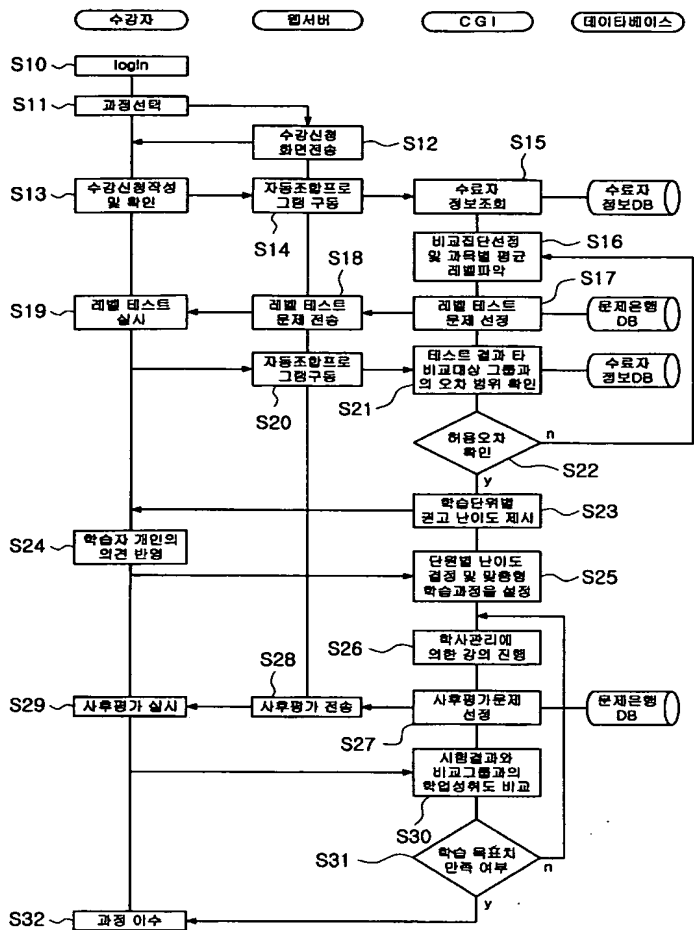 수강자
웹서버
CGI
데이타베이스
S10
login
S11
과정선택
수강신청
화면전송
S12
S15
S13
수강신청작성
및 확인
자동조합프로
그램 구동
S14
수료자
정보조회
수료자
정보DB
비교집단선정
및 과목별 평균
레벨파악
S16
S18
S17
S19
레벨 테스트
실시
레벨 테스트
문제 전송
레벨 테스트
문제 선정
문제은행
DB
자동조합프로
그램구동
S20
테스트 결과 타
비교대상 그룹과
의 오차 범위 확인
S21
수료자
정보DB
허용오차
확인
n
S22
y
학습단위별
권고 난이도 제시
S23
S24
학습자 개인의
의견 반영
단원별 난이도
결정 및 맞춤형
학습과정을 설정
S25
S26
학사관리에
의한 강의 진행
S28
S29
사후평가 실시
사후평가 전송
사후평가문제
선정
S27
문제은행
DB
시험결과와
비교그룹과의
학업성취도 비교
S30
S31
학습 목표치
만족 여부
n
y
S32
과정 이수